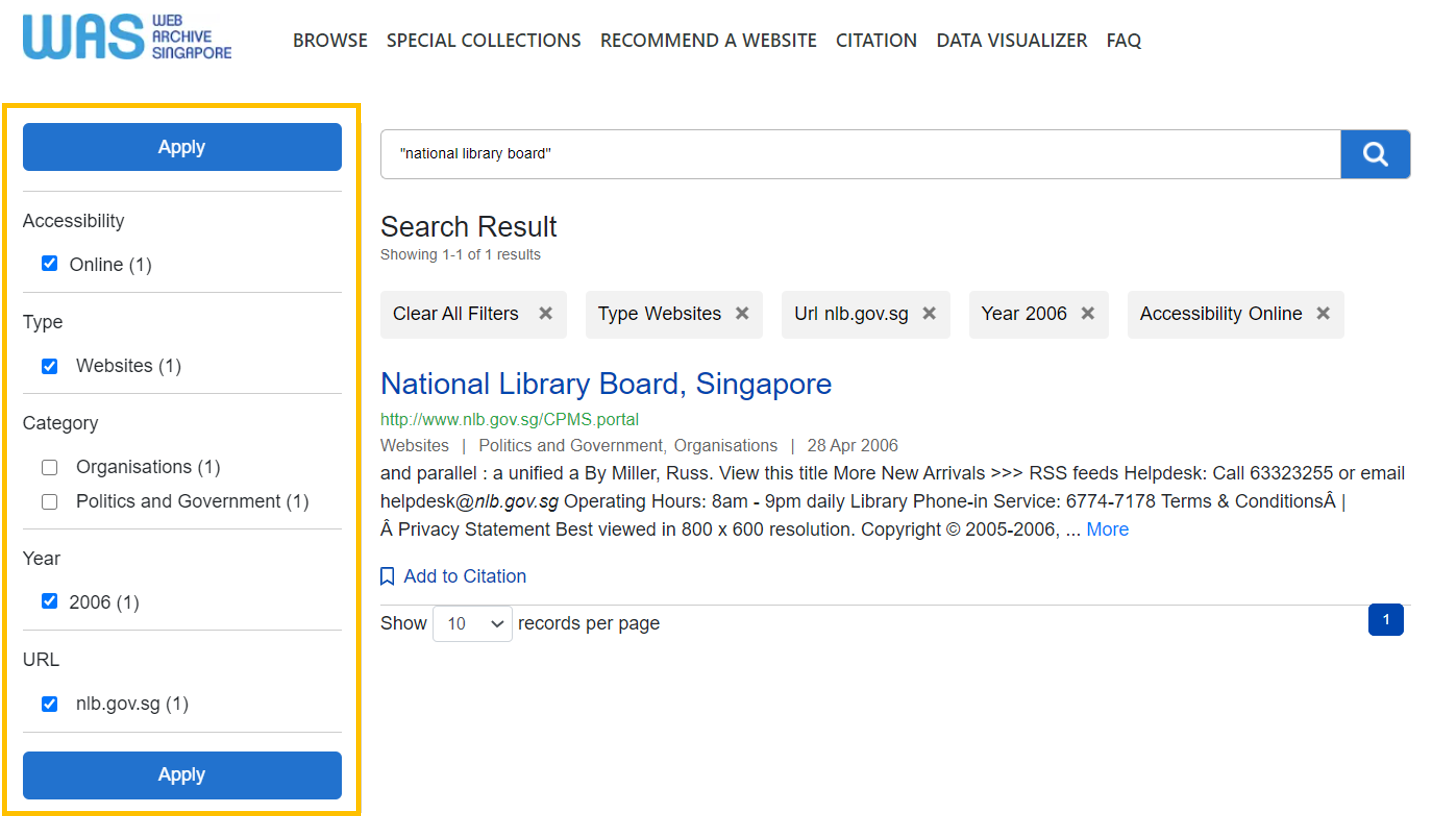 WAS WEB
ARCHIVE
SINGAPORE
BROWSE SPECIAL COLLECTIONS RECOMMEND A WEBSITE CITATION DATA VISUALIZER FAQ
Apply
Accessibility
Online (1)
Type
Websites (1)
Category
Organisations (1)
Politics and Government (1)
Year
2006 (1)
URL
nlb.gov.sg (1)
Apply
"national library board"
Search Result
Showing 1-1 of 1 results
Clear All Filters × Type Websites × Url nlb.gov.sg × Year 2006 × Accessibility Online ×
National Library Board, Singapore
http://www.nlb.gov.sg/CPMS.portal
Websites | Politics and Government, Organisations | 28 Apr 2006
and parallel : a unified a By Miller, Russ. View this title More New Arrivals >>> RSS feeds Helpdesk: Call 63323255 or email
helpdesk@nlb.gov.sg Operating Hours: 8am - 9pm daily Library Phone-in Service: 6774-7178 Terms & ConditionsÂ |
Â Privacy Statement Best viewed in 800 x 600 resolution. Copyright © 2005-2006, ... More
Add to Citation
Show 10 records per page
1